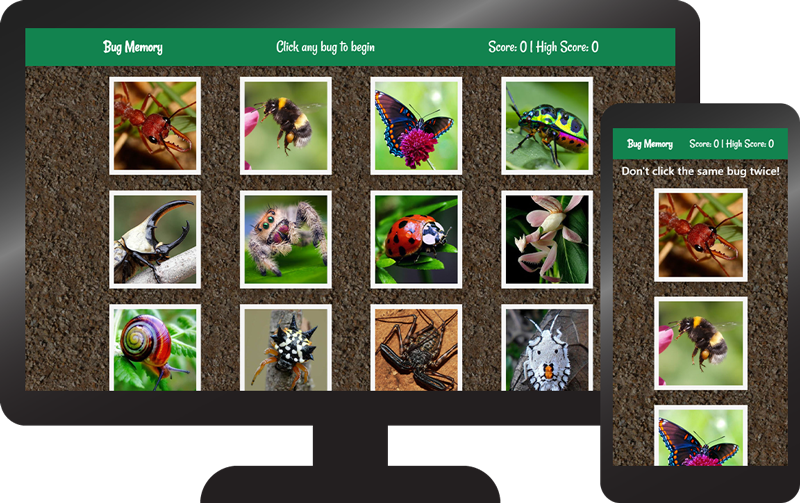 Bug Memory
Click any bug to begin
Score: 0 | High Score: 0
Bug Memory
Score: 0 | High Score: 0
Don't click the same bug twice!